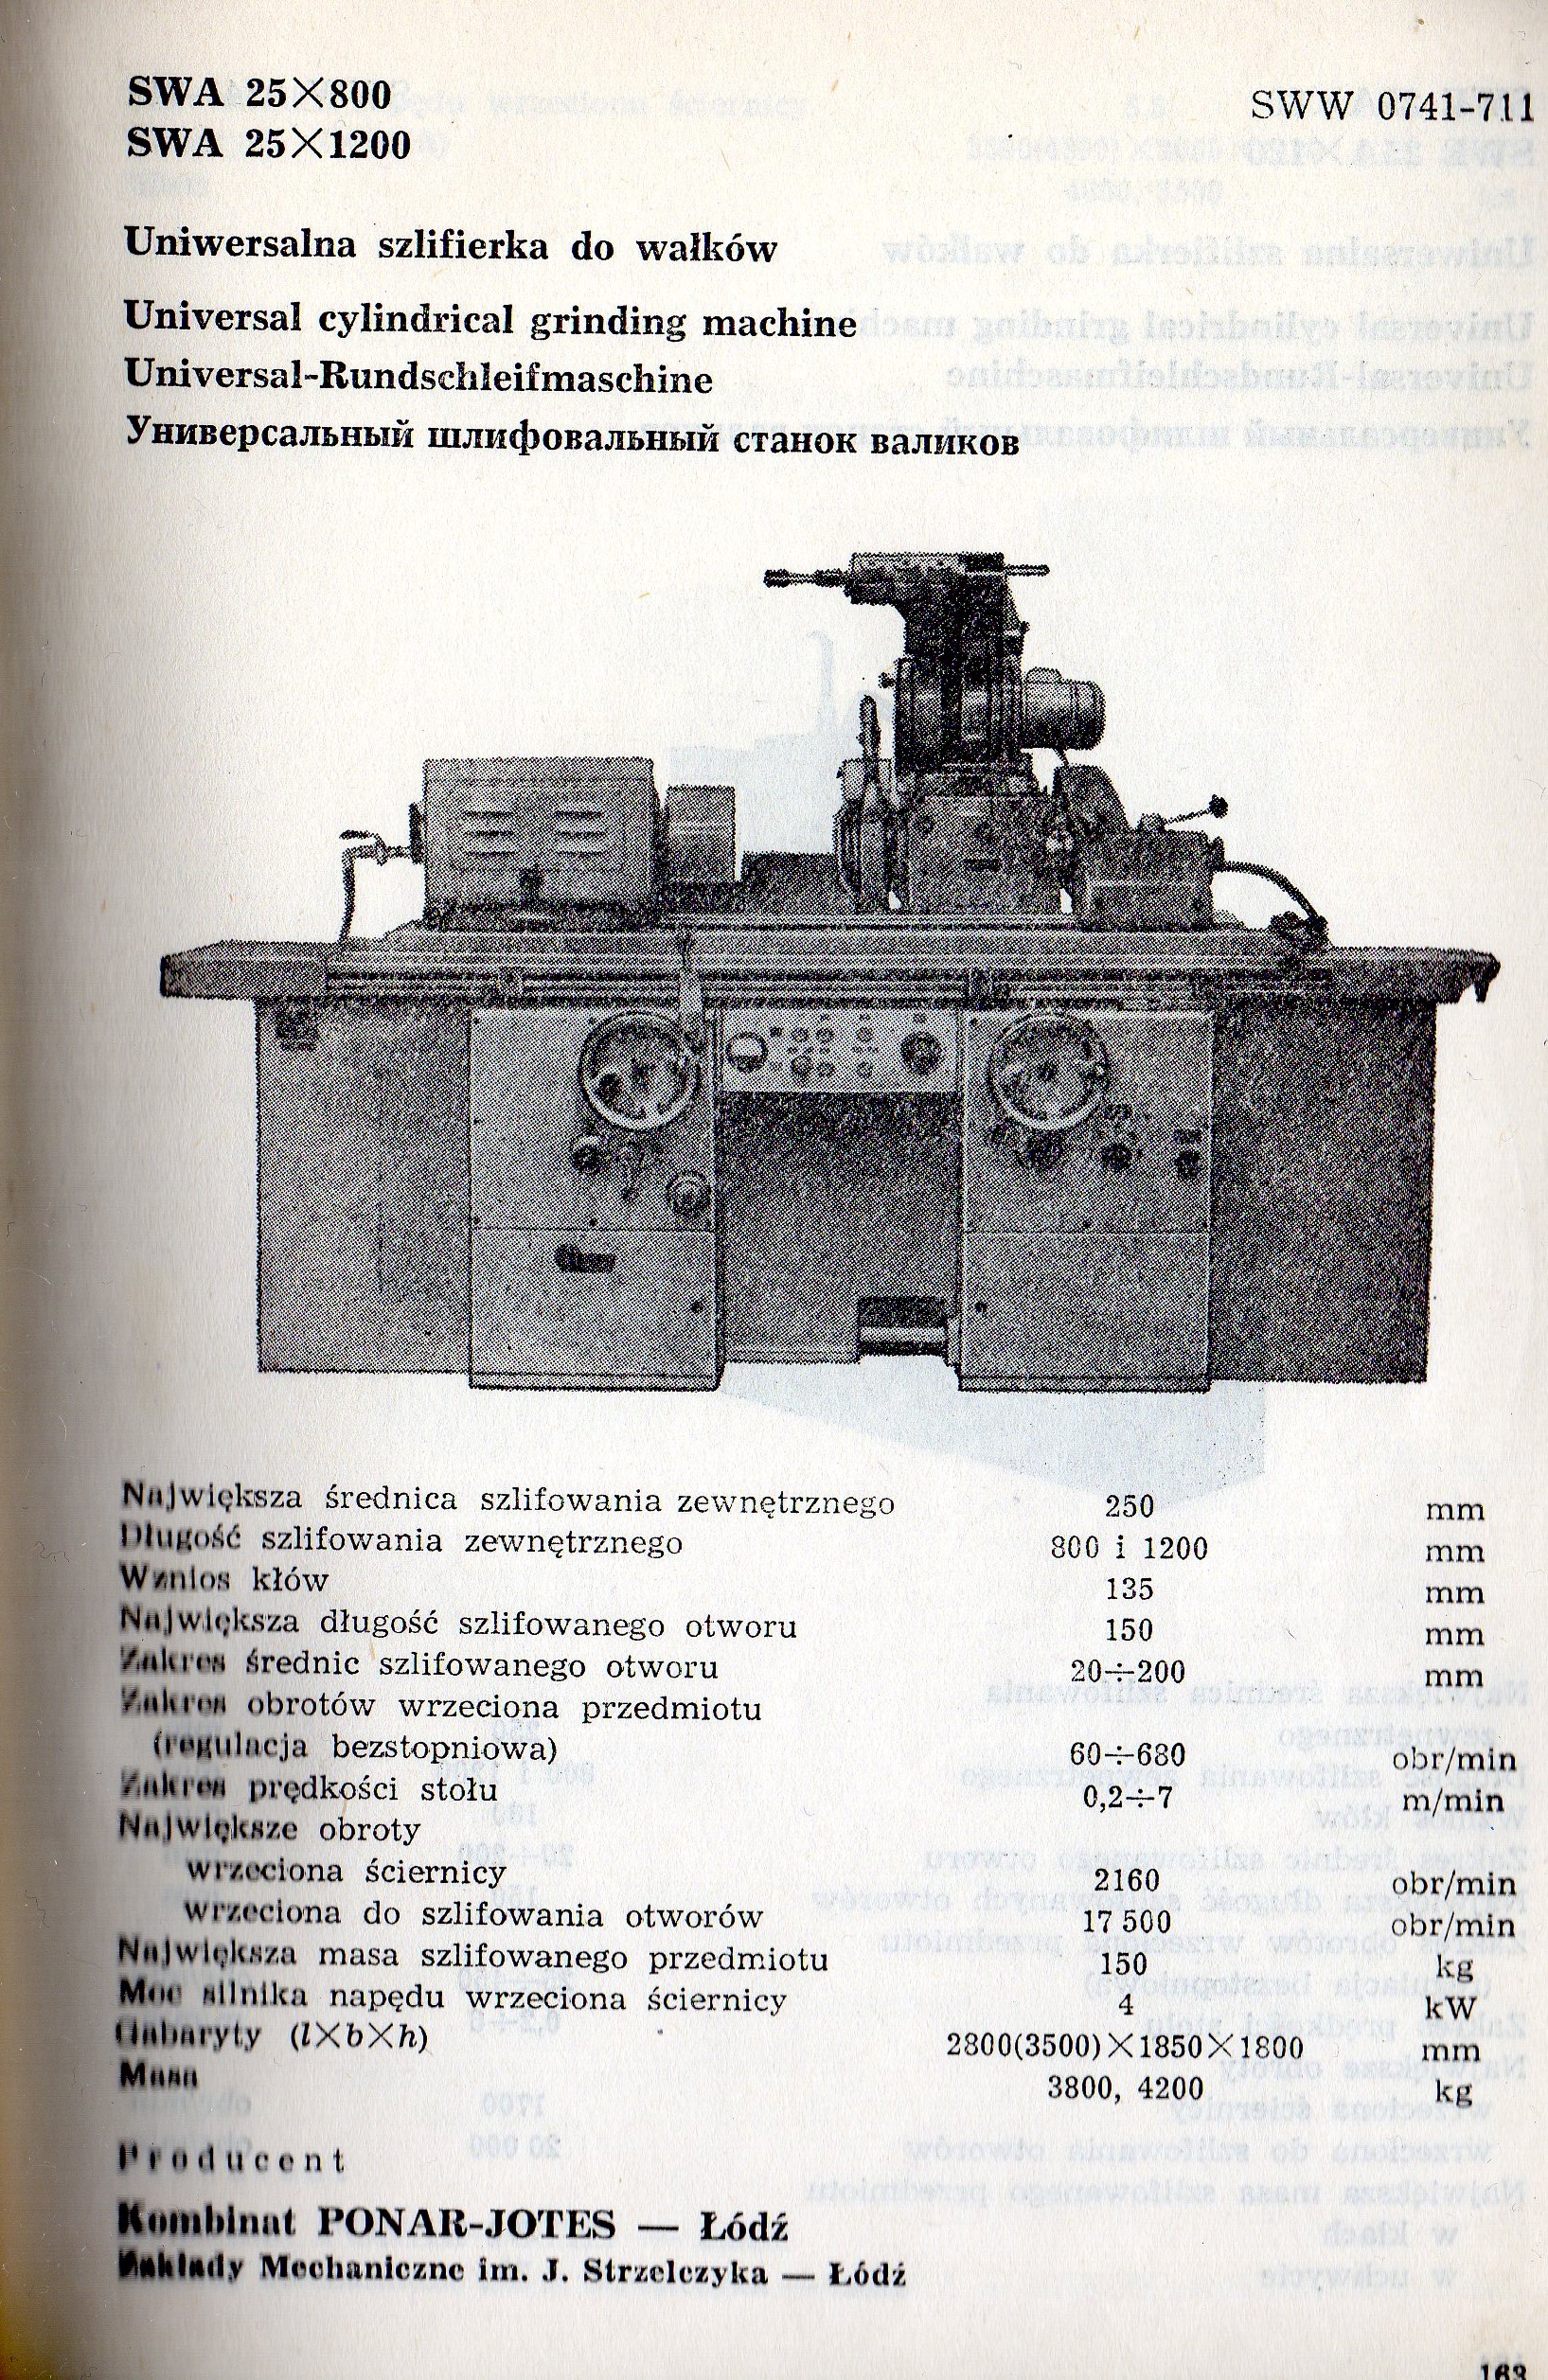 SWA 25×800
SWW 0741-711
SWA 25×1200
Uniwersalna szlifierka do wałków
Universal cylindrical grinding machine
Universal-Rundschleifmaschine
Универсальный шлифовальный станок валиков
Największa średnica szlifowania zewnętrznego 250 mm
Długość szlifowania zewnętrznego 800 i 1200 mm
Wznios kłów 135 mm
Największa długość szlifowanego otworu 150 mm
Zakres średnic szlifowanego otworu 20÷200 mm
Zakres obrotów wrzeciona przedmiotu
(regulacja bezstopniowa) 60÷680 obr/min
Zakres prędkości stołu 0,2÷7 m/min
Największe obroty
wrzeciona ściernicy 2160 obr/min
wrzeciona do szlifowania otworów 17 500 obr/min
Największa masa szlifowanego przedmiotu 150 kg
Moc silnika napędu wrzeciona ściernicy 4 kW
Gabaryty (l×b×h) 2800(3500)×1850×1800 mm
Masa 3800, 4200 kg
Producent
Kombinat PONAR-JOTES — Łódź
Zakłady Mechaniczne im. J. Strzelczyka — Łódź
163